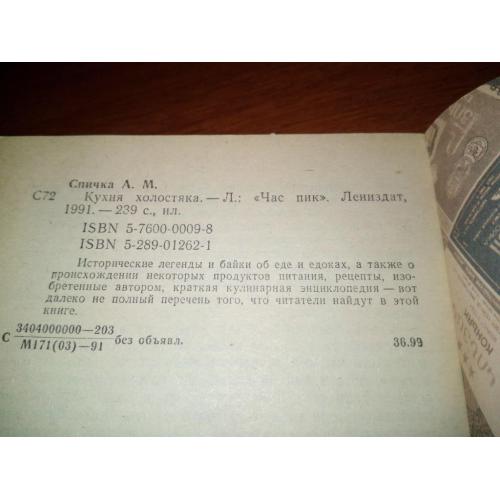 Спичка А. М.
С72 Кухня холостяка. — Л.: «Час пик». Лениздат,
1991. — 239 с., ил.
ISBN 5-7600-0009-8
ISBN 5-289-01262-1
Исторические легенды и байки об еде и едоках, а также о
происхождении некоторых продуктов питания, рецепты, изо-
бретенные автором, краткая кулинарная энциклопедия — вот
далеко не полный перечень того, что читатели найдут в этой
книге.
С 3404000000—203
М171(03)—91 без объявл.
36.99
КОНЬЯК